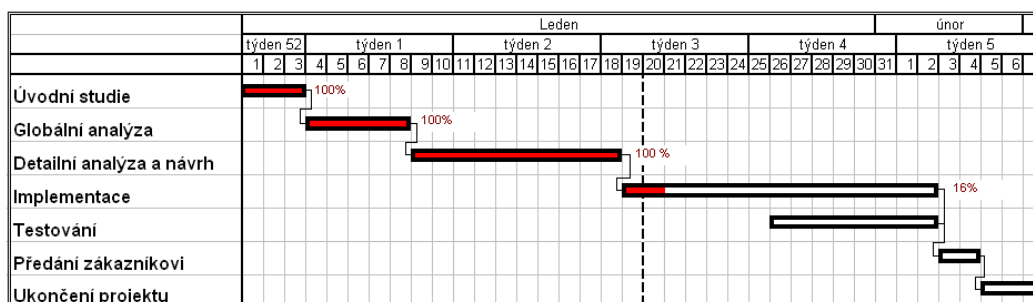 Leden únor
týden 52 týden 1 týden 2 týden 3 týden 4 týden 5
1 2 3 4 5 6 7 8 9 10 11 12 13 14 15 16 17 18 19 20 21 22 23 24 25 26 27 28 29 30 31 1 2 3 4 5 6
Úvodní studie 100%
Globální analýza 100%
Detailní analýza a návrh 100 %
Implementace 16%
Testování
Předání zákazníkovi
Ukončení projektu